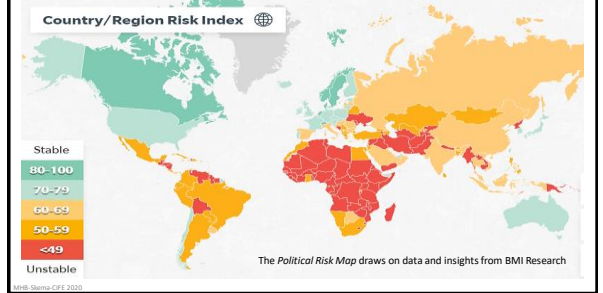 Country/Region Risk Index
Stable
80-100
70-79
60-69
50-59
<49
Unstable
The Political Risk Map draws on data and insights from BMI Research
MHB-Skema-CIFE 2020